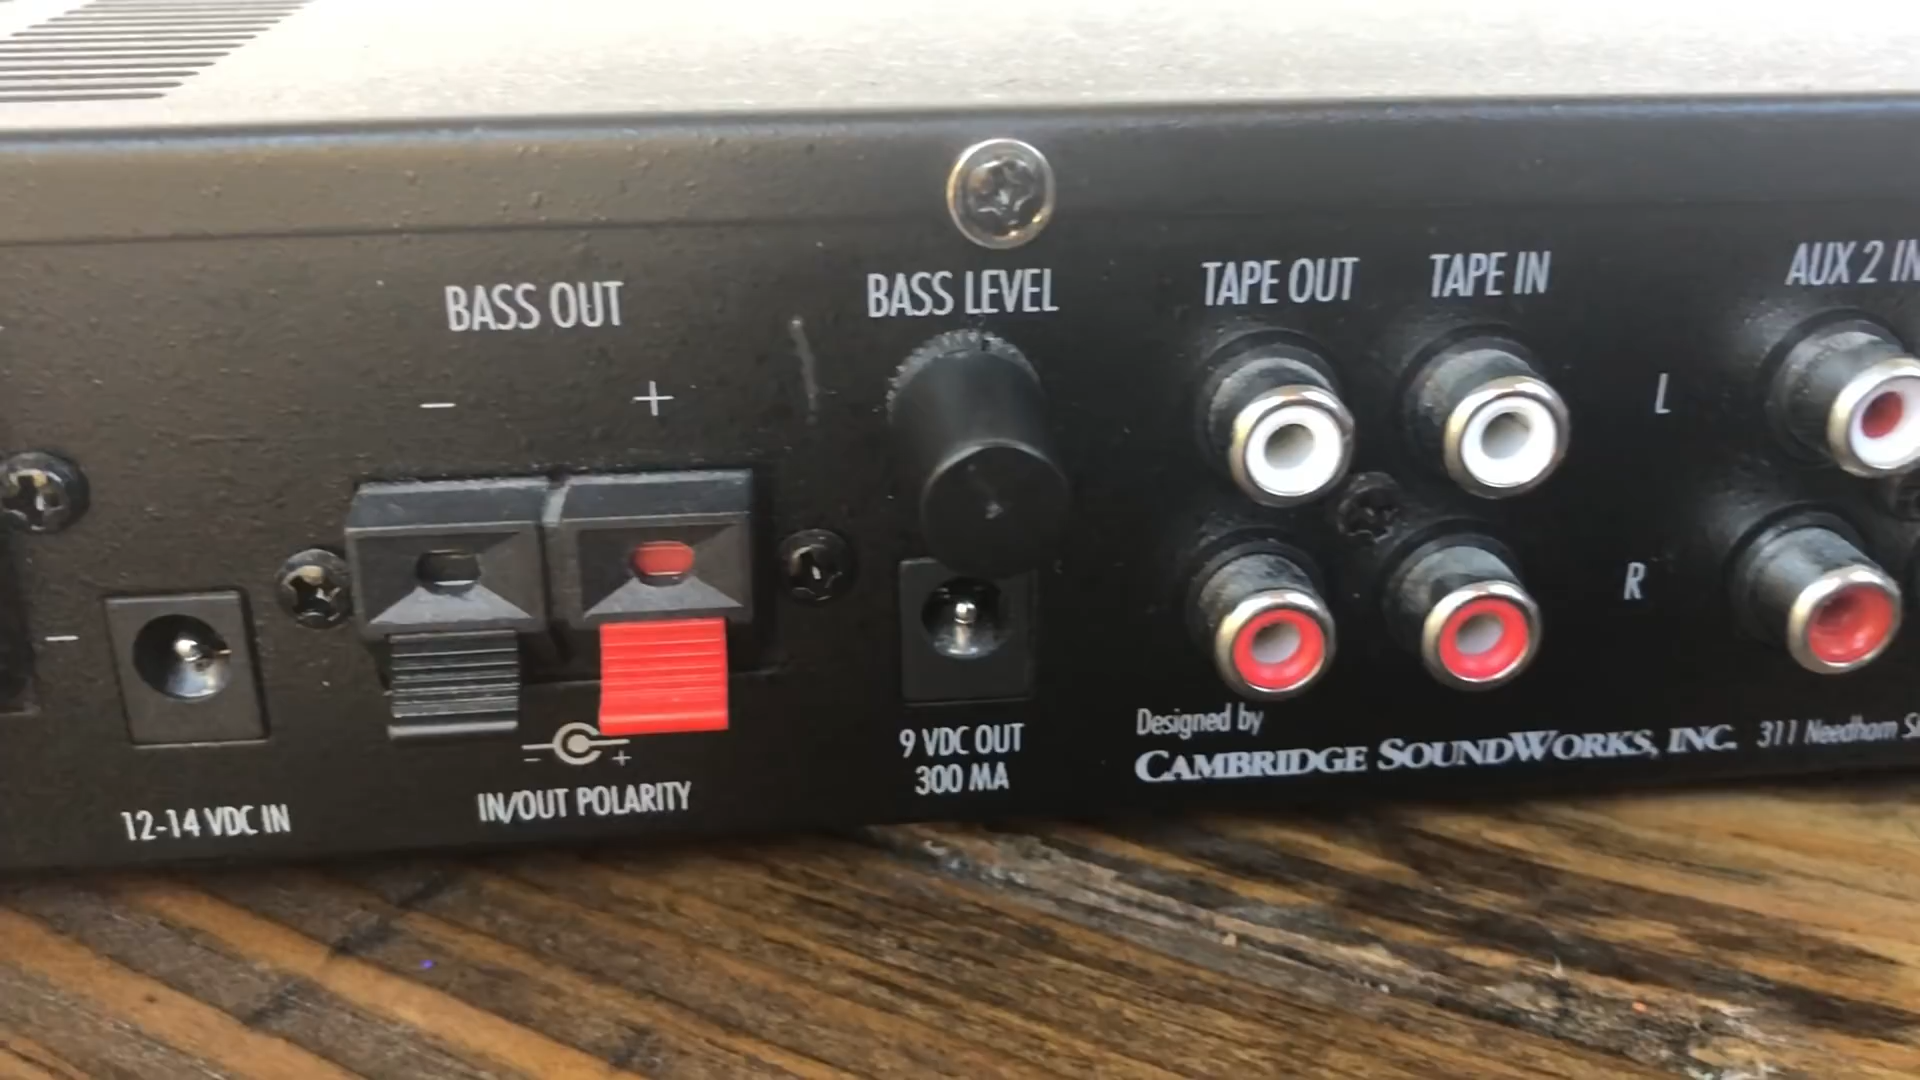 BASS OUT
BASS LEVEL
TAPE OUT
TAPE IN
AUX 2 IN
- +
L
R
-
12-14 VDC IN
- +
IN/OUT POLARITY
9 VDC OUT
300 MA
Designed by
CAMBRIDGE SOUNDWORKS, INC. 311 Needham